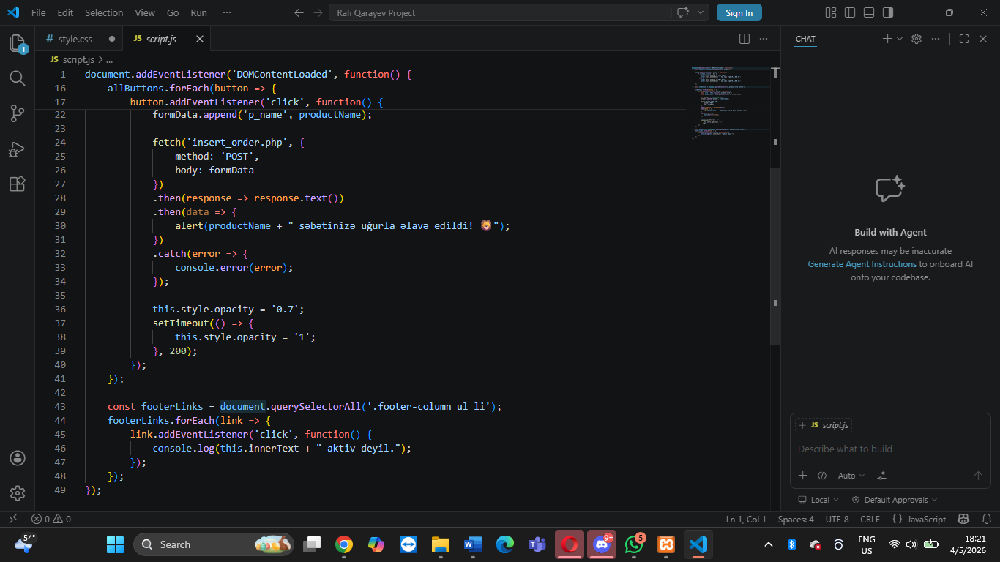 File Edit Selection View Go Run ···
Rafi Qarayev Project
Sign In
# style.css
JS script.js
JS script.js > ...
1 document.addEventListener('DOMContentLoaded', function() {
16 allButtons.forEach(button => {
17 button.addEventListener('click', function() {
22 formData.append('p_name', productName);
23
24 fetch('insert_order.php', {
25 method: 'POST',
26 body: formData
27 })
28 .then(response => response.text())
29 .then(data => {
30 alert(productName + " səbətinizə uğurla əlavə edildi! 🦁");
31 })
32 .catch(error => {
33 console.error(error);
34 });
35
36 this.style.opacity = '0.7';
37 setTimeout(() => {
38 this.style.opacity = '1';
39 }, 200);
40 });
41 });
42
43 const footerLinks = document.querySelectorAll('.footer-column ul li');
44 footerLinks.forEach(link => {
45 link.addEventListener('click', function() {
46 console.log(this.innerText + " aktiv deyil.");
47 });
48 });
49 });
CHAT
Build with Agent
AI responses may be inaccurate
Generate Agent Instructions to onboard AI
onto your codebase.
JS script.js
Describe what to build
Auto
Local Default Approvals
1
0 0
Ln 1, Col 1 Spaces: 4 UTF-8 CRLF { } JavaScript
54°
Search
9+
5
ENG
US
18:21
4/5/2026